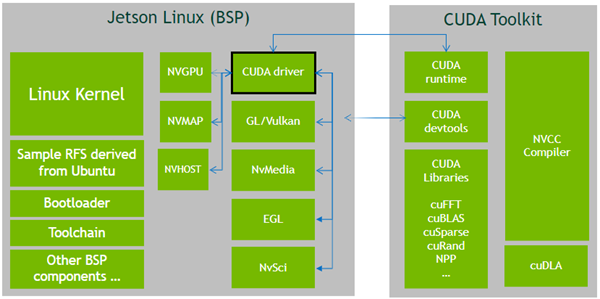 Jetson Linux (BSP)
Linux Kernel
Sample RFS derived
from Ubuntu
Bootloader
Toolchain
Other BSP
components ...
NVGPU
NVMAP
NVHOST
CUDA driver
GL/Vulkan
NvMedia
EGL
NvSci
CUDA Toolkit
CUDA
runtime
CUDA
devtools
CUDA
Libraries
cuFFT
cuBLAS
cuSparse
cuRand
NPP
...
NVCC
Compiler
cuDLA